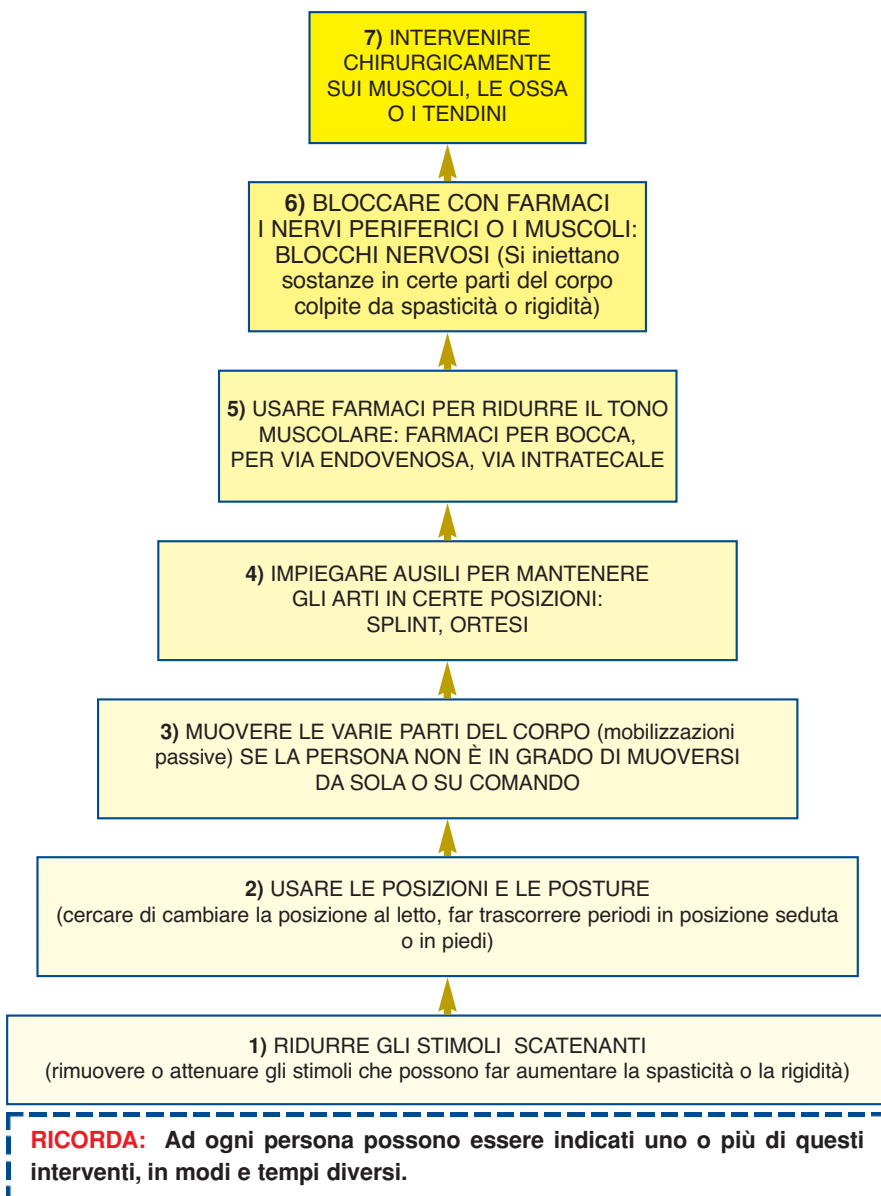 7) INTERVENIRE
CHIRURGICAMENTE
SUI MUSCOLI, LE OSSA
O I TENDINI
6) BLOCCARE CON FARMACI
I NERVI PERIFERICI O I MUSCOLI:
BLOCCHI NERVOSI (Si iniettano
sostanze in certe parti del corpo
colpite da spasticità o rigidità)
5) USARE FARMACI PER RIDURRE IL TONO
MUSCOLARE: FARMACI PER BOCCA,
PER VIA ENDOVENOSA, VIA INTRATECALE
4) IMPIEGARE AUSILI PER MANTENERE
GLI ARTI IN CERTE POSIZIONI:
SPLINT, ORTESI
3) MUOVERE LE VARIE PARTI DEL CORPO (mobilizzazioni
passive) SE LA PERSONA NON È IN GRADO DI MUOVERSI
DA SOLA O SU COMANDO
2) USARE LE POSIZIONI E LE POSTURE
(cercare di cambiare la posizione al letto, far trascorrere periodi in posizione seduta
o in piedi)
1) RIDURRE GLI STIMOLI SCATENANTI
(rimuovere o attenuare gli stimoli che possono far aumentare la spasticità o la rigidità)
RICORDA: Ad ogni persona possono essere indicati uno o più di questi
interventi, in modi e tempi diversi.